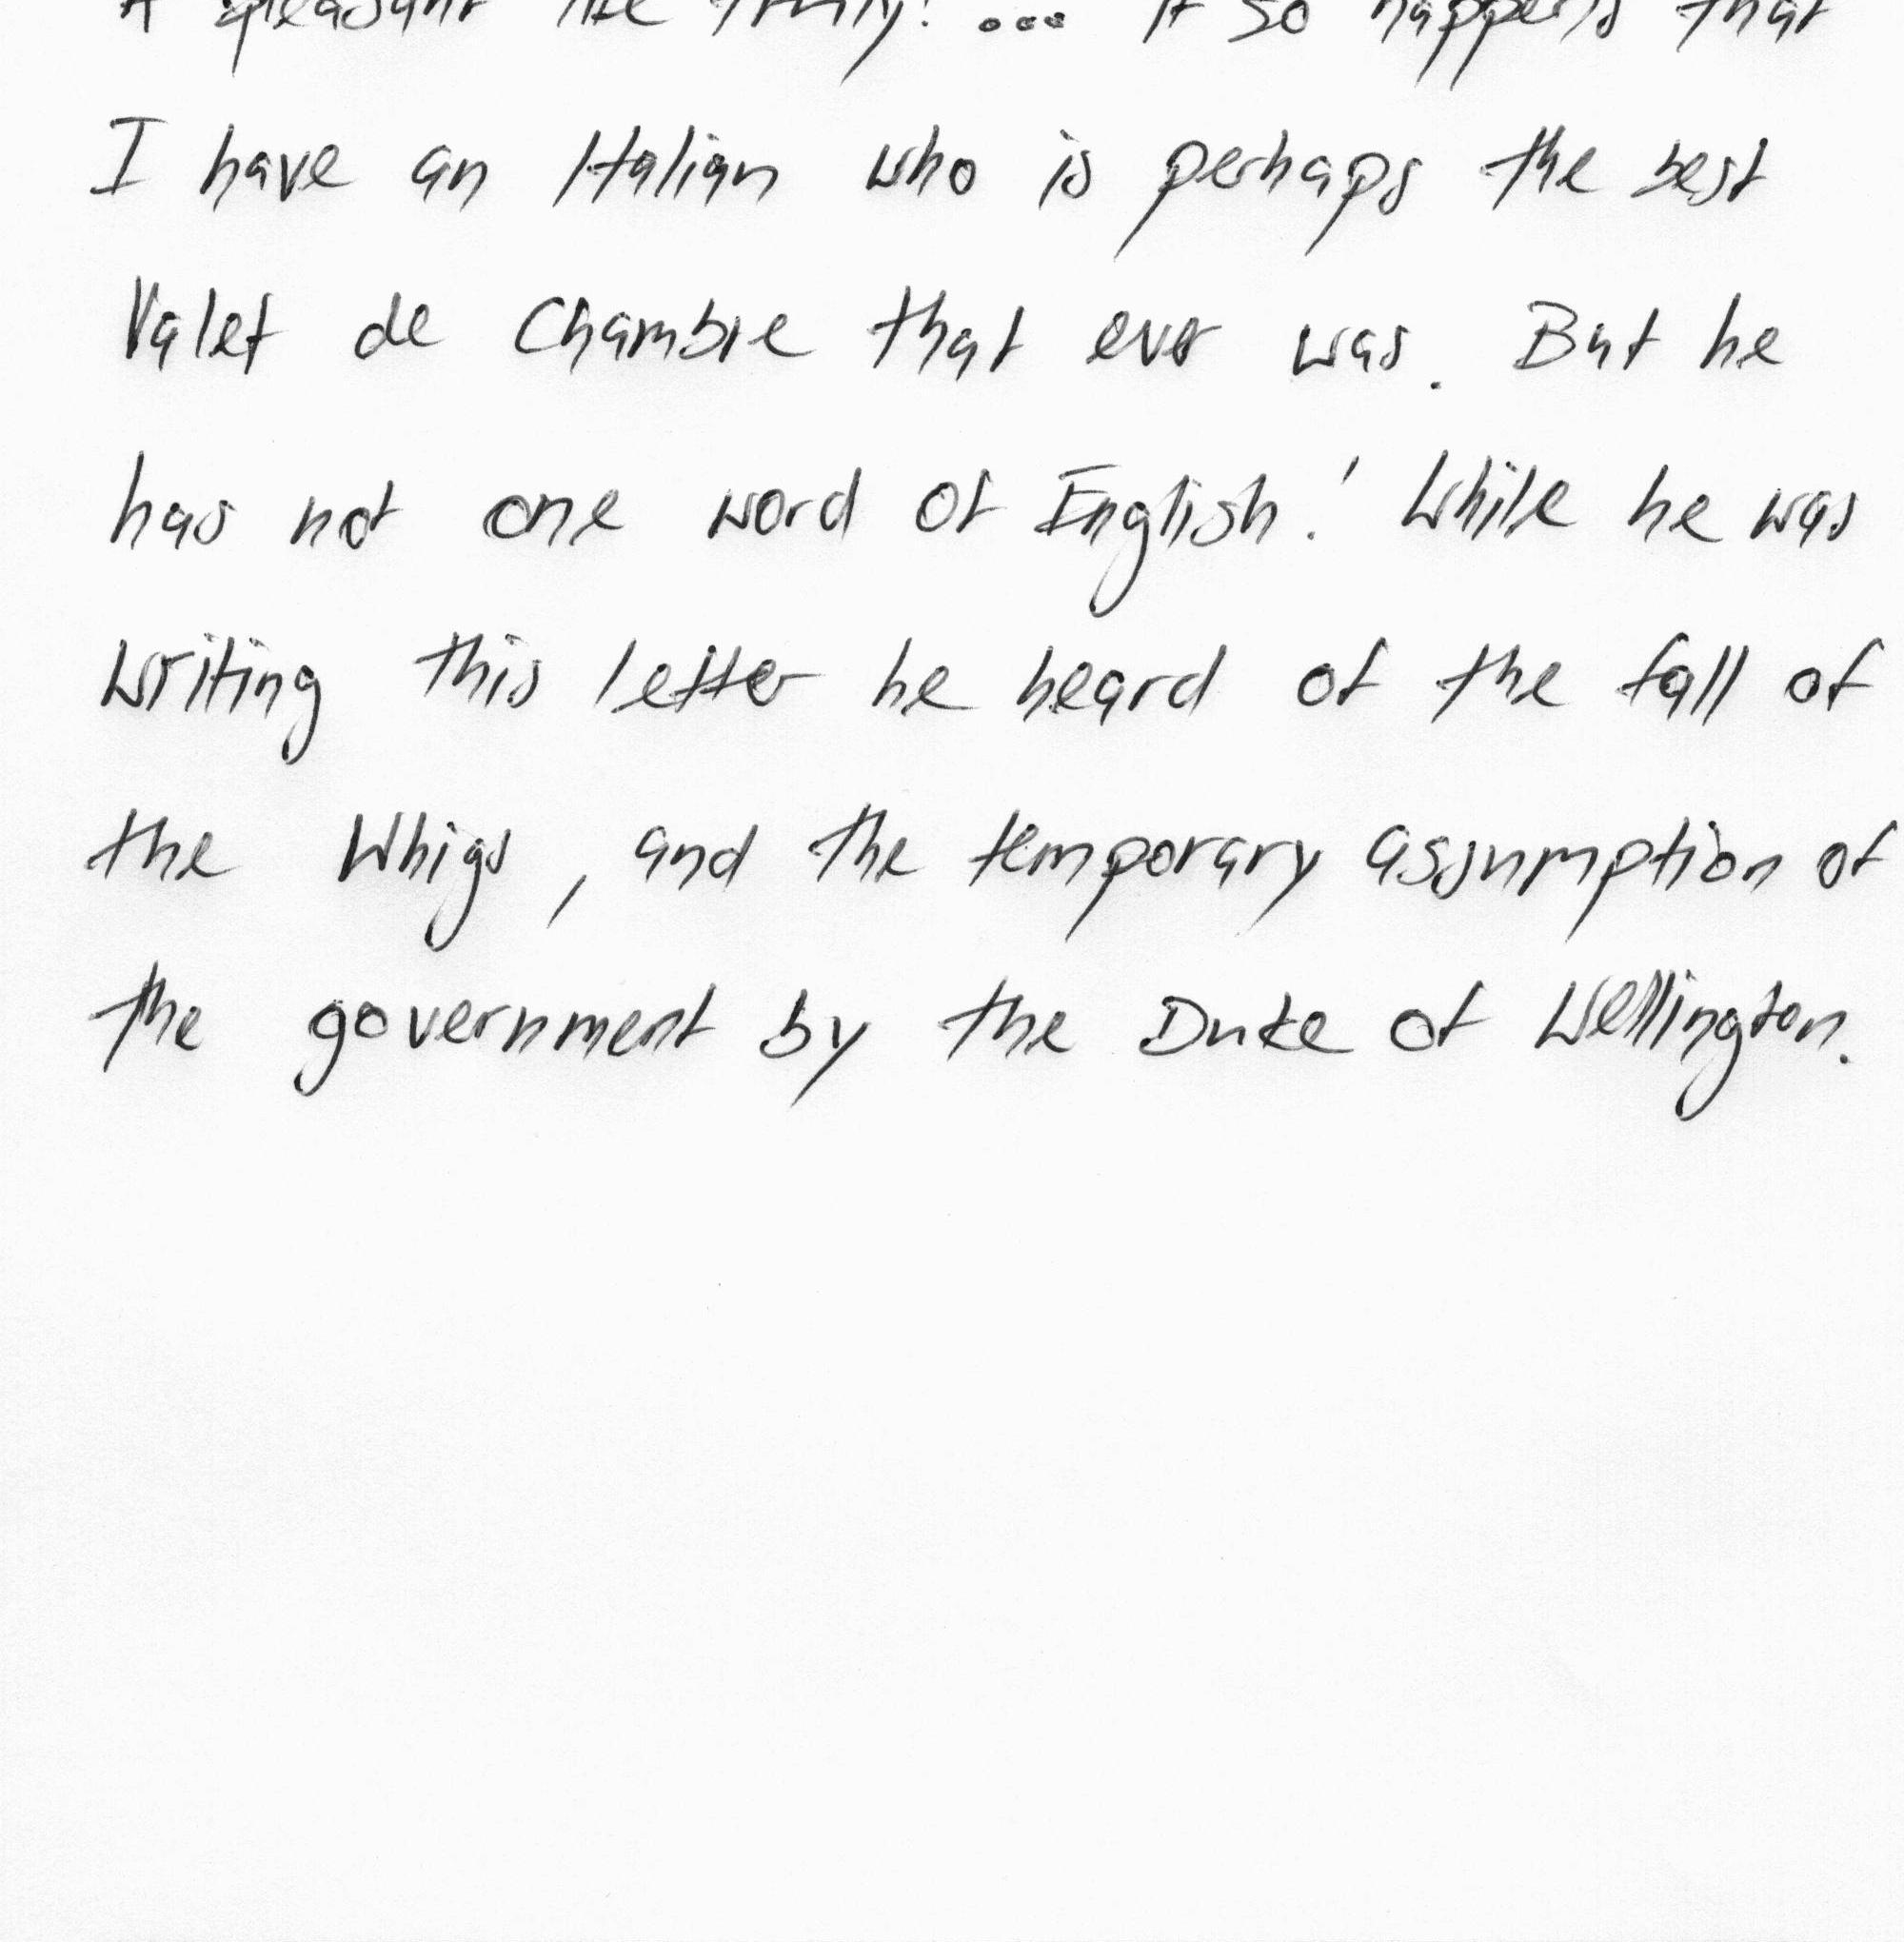 A pleasant life truly! ... It so happens that
I have an Italian who is perhaps the best
Valet de Chambre that ever was. But he
has not one word of English! While he was
writing this letter he heard of the fall of
the Whigs, and the temporary assumption of
the government by the Duke of Wellington.